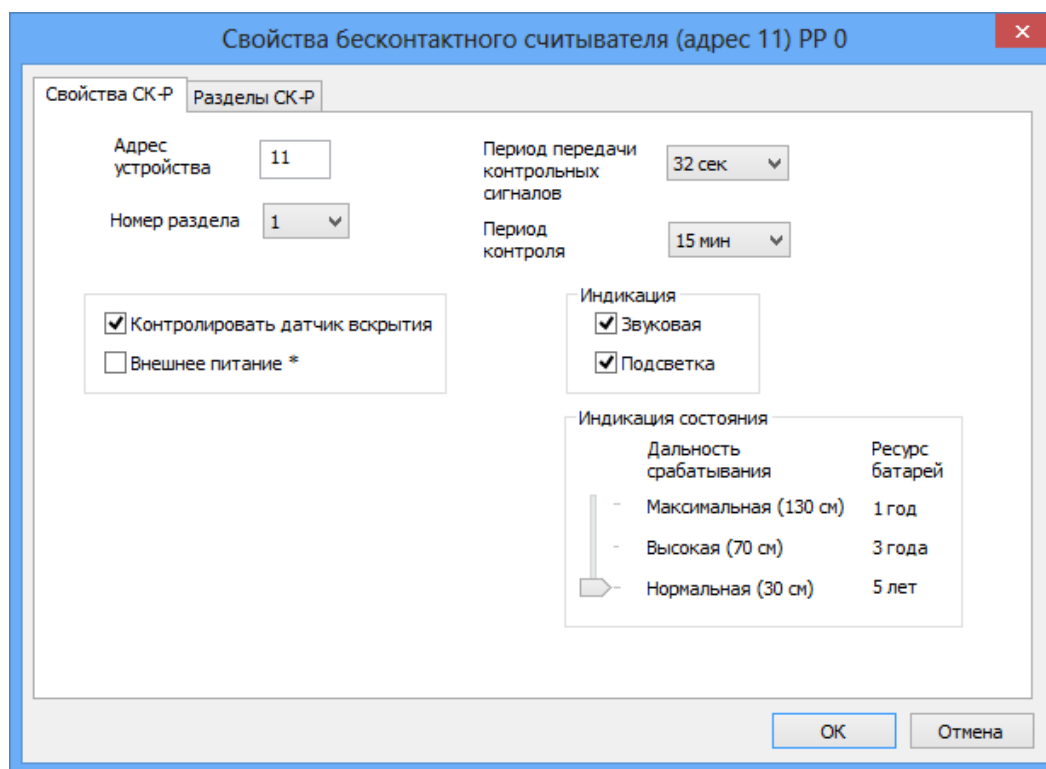 Свойства бесконтактного считывателя (адрес 11) РР 0
Свойства СК-Р
Разделы СК-Р
Адрес
устройства
11
Номер раздела
1
Период передачи
контрольных
сигналов
32 сек
Период
контроля
15 мин
Контролировать датчик вскрытия
Внешнее питание *
Индикация
Звуковая
Подсветка
Индикация состояния
Дальность
срабатывания
Ресурс
батарей
Максимальная (130 см) 1 год
Высокая (70 см) 3 года
Нормальная (30 см) 5 лет
ОК
Отмена